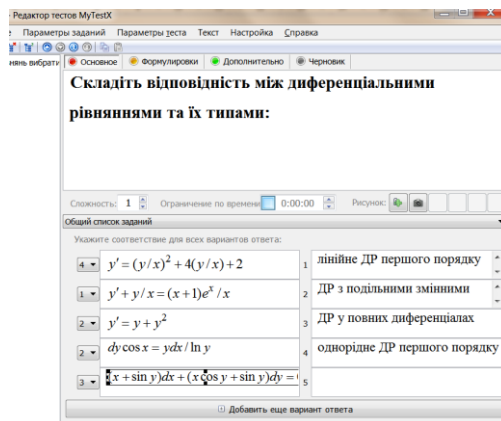 Редактор тестов MyTestX
Параметры заданий Параметры теста Текст Настройка Справка
нянь вибрати Основное Формулировки Дополнительно Черновик
Складіть відповідність між диференціальними
рівняннями та їх типами:
Сложность: 1 Ограничение по времени 0:00:00 Рисунок:
Общий список заданий
Укажите соответствие для всех вариантов ответа:
4 y' = (y/x)² + 4(y/x) + 2 1 лінійне ДР першого порядку
1 y' + y/x = (x+1)eˣ/x 2 ДР з подільними змінними
2 y' = y + y² 3 ДР у повних диференціалах
2 dy cos x = ydx / ln y 4 однорідне ДР першого порядку
3 (x + sin y)dx + (x cos y + sin y)dy = 5
Добавить еще вариант ответа